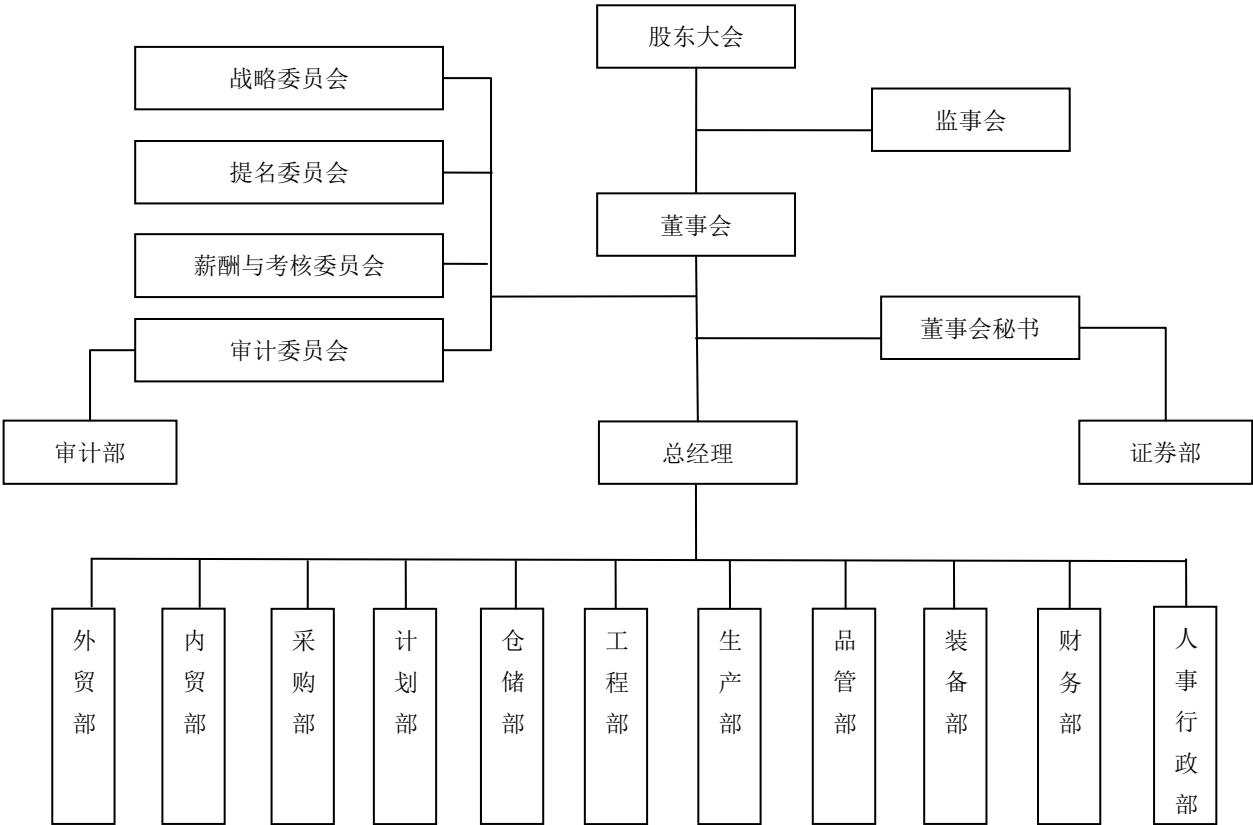 股东大会
战略委员会
监事会
提名委员会
董事会
薪酬与考核委员会
董事会秘书
审计委员会
审计部
总经理
证券部
外贸部
内贸部
采购部
计划部
仓储部
工程部
生产部
品管部
装备部
财务部
人事行政部